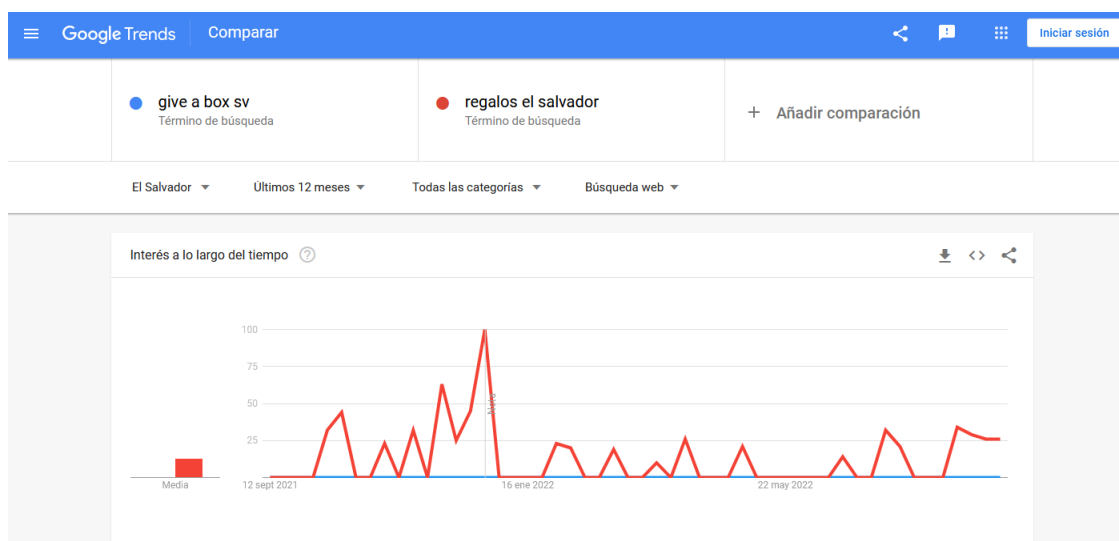 Google Trends Comparar Iniciar sesión
give a box sv
Término de búsqueda
regalos el salvador
Término de búsqueda
+ Añadir comparación
El Salvador Últimos 12 meses Todas las categorías Búsqueda web
Interés a lo largo del tiempo
100
75
50
25
Nota
Media
12 sept 2021 16 ene 2022 22 may 2022